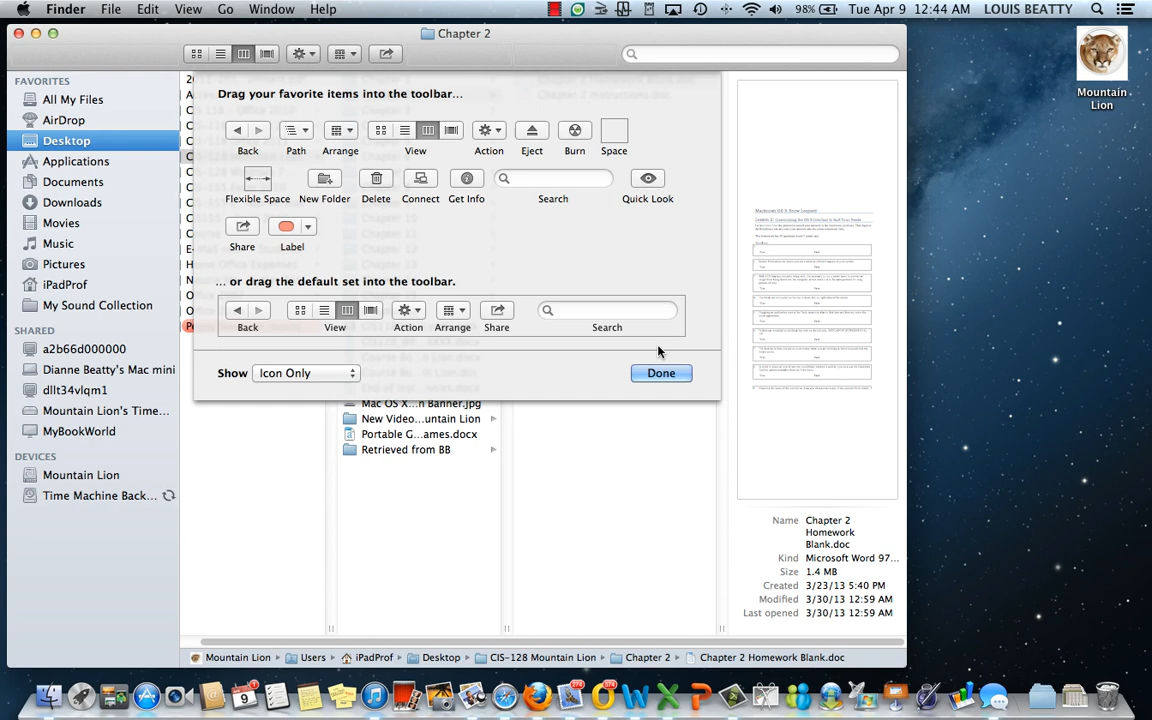 Finder File Edit View Go Window Help 98% Tue Apr 9 12:44 AM LOUIS BEATTY
Chapter 2
FAVORITES
All My Files
AirDrop
Desktop
Applications
Documents
Downloads
Movies
Music
Pictures
iPadProf
My Sound Collection
SHARED
a2b66d000000
Dianne Beatty's Mac mini
dllt34vlqm1
Mountain Lion's Time...
MyBookWorld
DEVICES
Mountain Lion
Time Machine Back...
Drag your favorite items into the toolbar...
Back Path Arrange View Action Eject Burn Space
Flexible Space New Folder Delete Connect Get Info Search Quick Look
Share Label
... or drag the default set into the toolbar.
Back View Action Arrange Share Search
Show Icon Only Done
Mac OS X...n Banner.jpg
New Video...untain Lion
Portable G...ames.docx
Retrieved from BB
Name Chapter 2
Homework
Blank.doc
Kind Microsoft Word 97...
Size 1.4 MB
Created 3/23/13 5:40 PM
Modified 3/30/13 12:59 AM
Last opened 3/30/13 12:59 AM
Mountain Lion Users iPadProf Desktop CIS-128 Mountain Lion Chapter 2 Chapter 2 Homework Blank.doc
Mountain
Lion